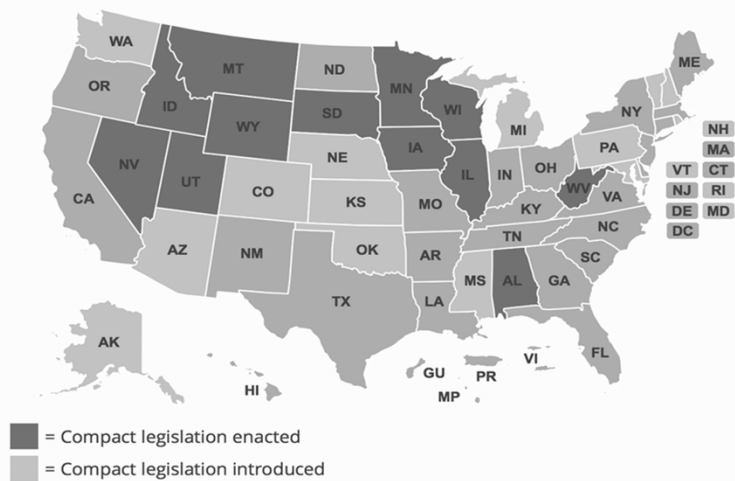 WA
MT
ND
MN
ME
OR
ID
SD
WI
NY
WY
MI
NH
NV
NE
IA
PA
MA
UT
CO
IL
IN
OH
VT
CT
CA
KS
MO
WV
VA
NJ
RI
KY
DE
MD
AZ
NM
OK
AR
TN
NC
DC
MS
AL
GA
SC
TX
LA
AK
FL
HI
GU
PR
VI
MP
= Compact legislation enacted
= Compact legislation introduced